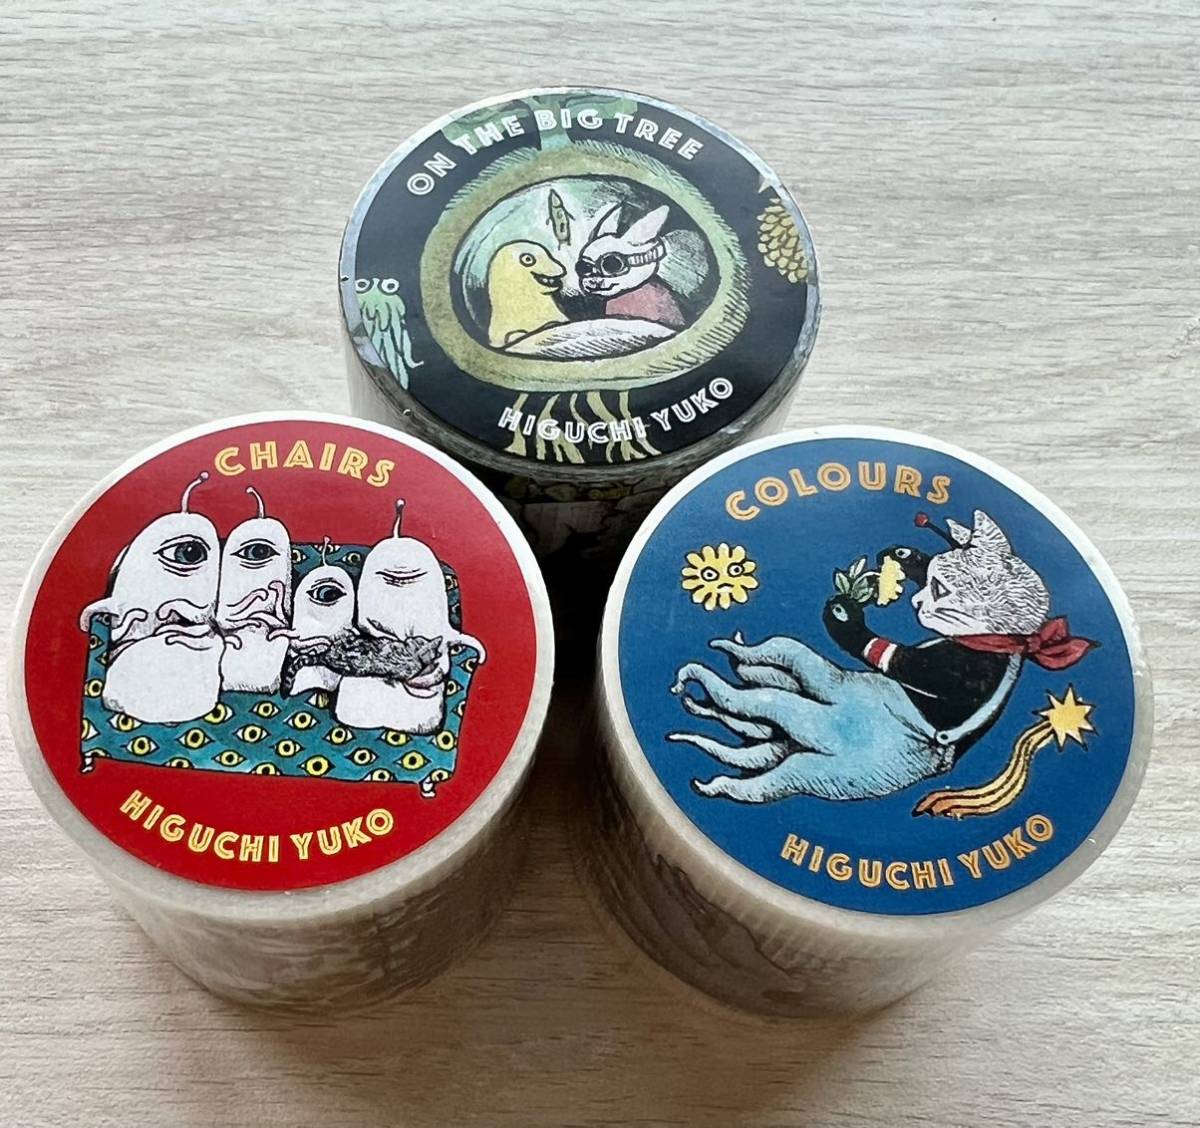 ON THE BIG TREE
HIGUCHI YUKO
CHAIRS
HIGUCHI YUKO
COLOURS
HIGUCHI YUKO